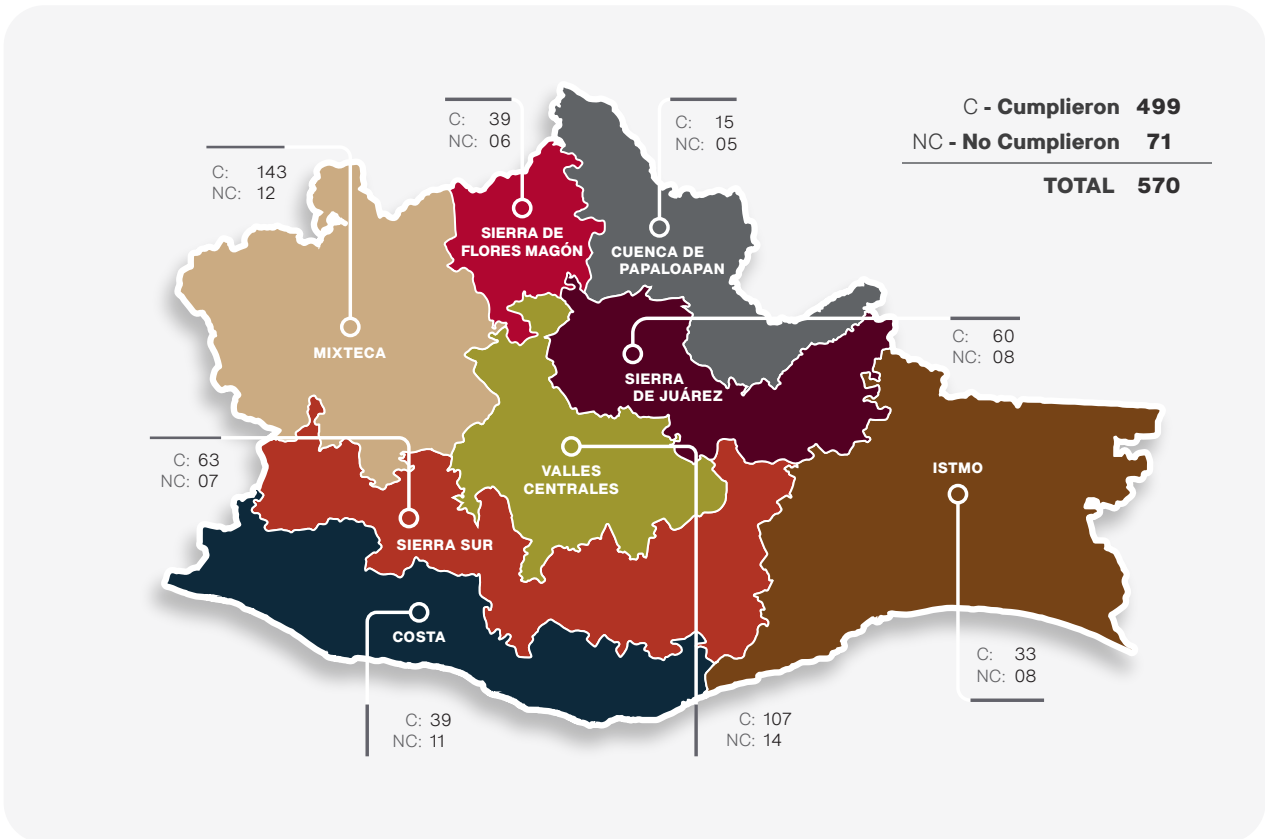 C - Cumplieron 499
NC - No Cumplieron 71
TOTAL 570
C: 39
NC: 06
C: 15
NC: 05
C: 143
NC: 12
SIERRA DE
FLORES MAGÓN
CUENCA DE
PAPALOAPAN
MIXTECA
C: 60
NC: 08
SIERRA
DE JUÁREZ
C: 63
NC: 07
VALLES
CENTRALES
ISTMO
SIERRA SUR
COSTA
C: 33
NC: 08
C: 39
NC: 11
C: 107
NC: 14